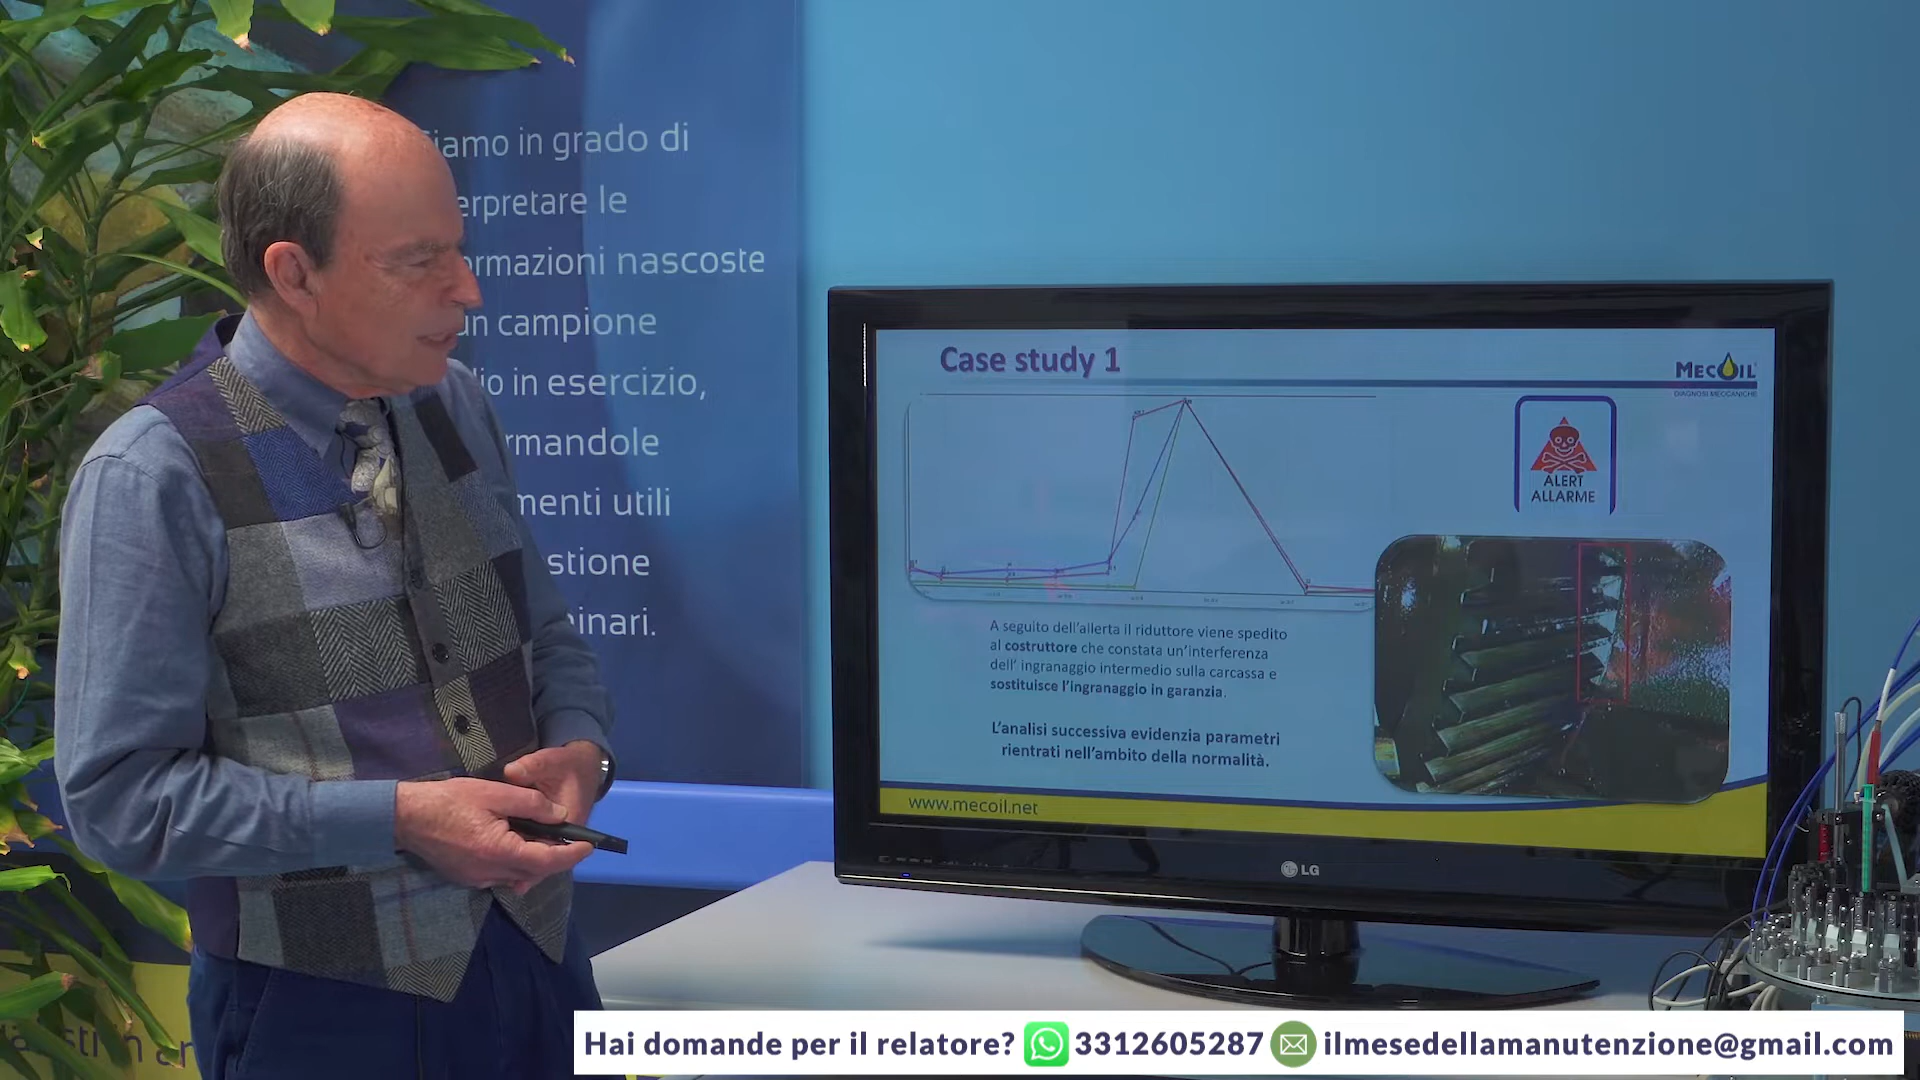 iamo in grado di
erpretare le
ormazioni nascoste
un campione
io in esercizio,
rmandole
menti utili
stione
inari.
Case study 1
MECOIL
DIAGNOSI MECCANICHE
ALERT
ALLARME
A seguito dell'allerta il riduttore viene spedito
al costruttore che constata un'interferenza
dell' ingranaggio intermedio sulla carcassa e
sostituisce l'ingranaggio in garanzia.
L'analisi successiva evidenzia parametri
rientrati nell'ambito della normalità.
www.mecoil.net
LG
Hai domande per il relatore? 3312605287 ilmesedellamanutenzione@gmail.com